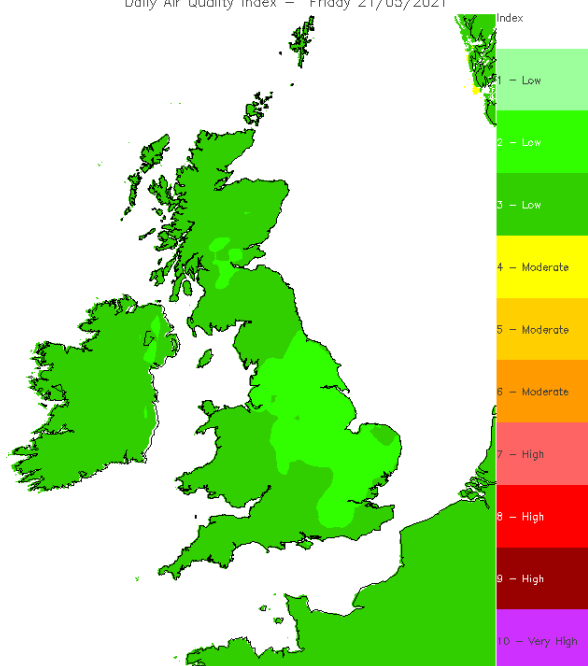 Daily Air Quality Index – Friday 21/05/2021
Index
1 – Low
2 – Low
3 – Low
4 – Moderate
5 – Moderate
6 – Moderate
7 – High
8 – High
9 – High
10 – Very High